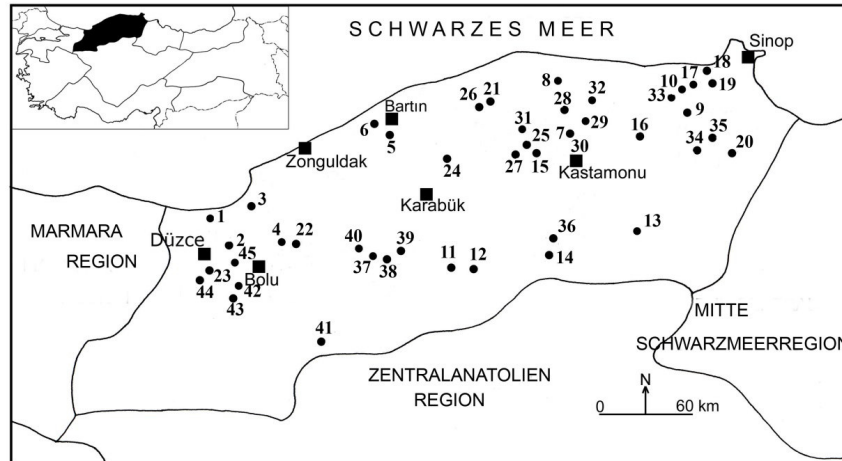 SCHWARZES MEER
Sinop
18
17
10
19
33
9
8
32
21
26
28
Bartın
6
5
31
29
7
25
16
35
34
20
30
Zonguldak
24
27
15
Kastamonu
Karabük
3
1
MARMARA
REGION
Düzce
2
4
22
45
Bolu
23
44
42
43
40
39
37
38
11
12
36
14
13
41
MITTE
SCHWARZMEERREGION
ZENTRALANATOLIEN
REGION
N
0
60 km